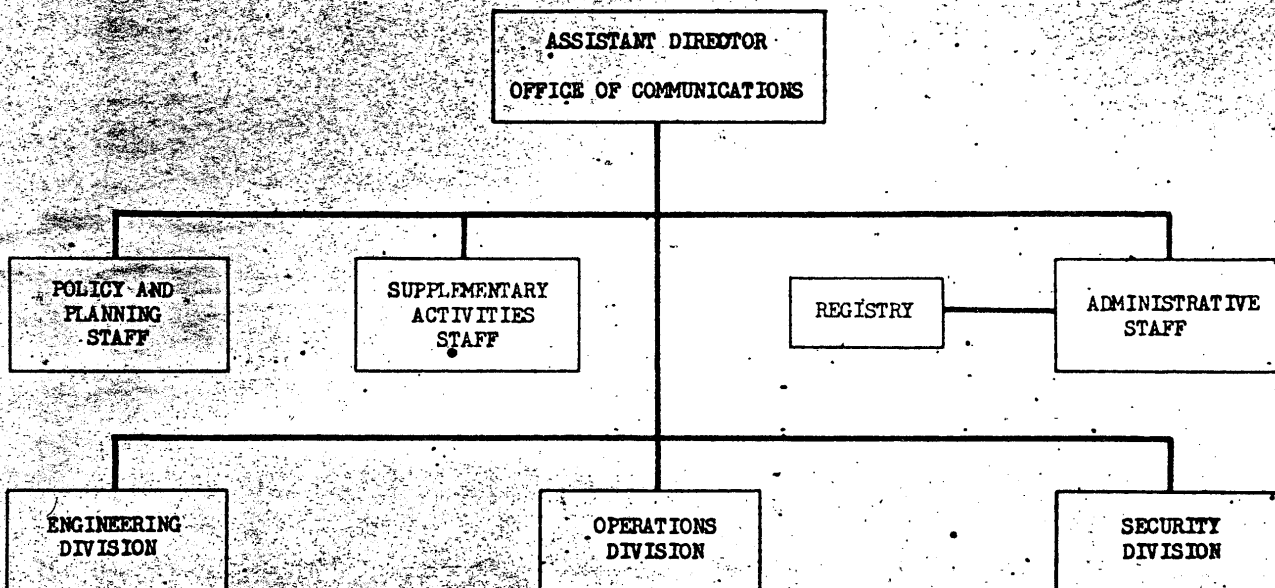 ASSISTANT DIRECTOR
OFFICE OF COMMUNICATIONS
POLICY AND
PLANNING
STAFF
SUPPLEMENTARY
ACTIVITIES
STAFF
REGISTRY
ADMINISTRATIVE
STAFF
ENGINEERING
DIVISION
OPERATIONS
DIVISION
SECURITY
DIVISION